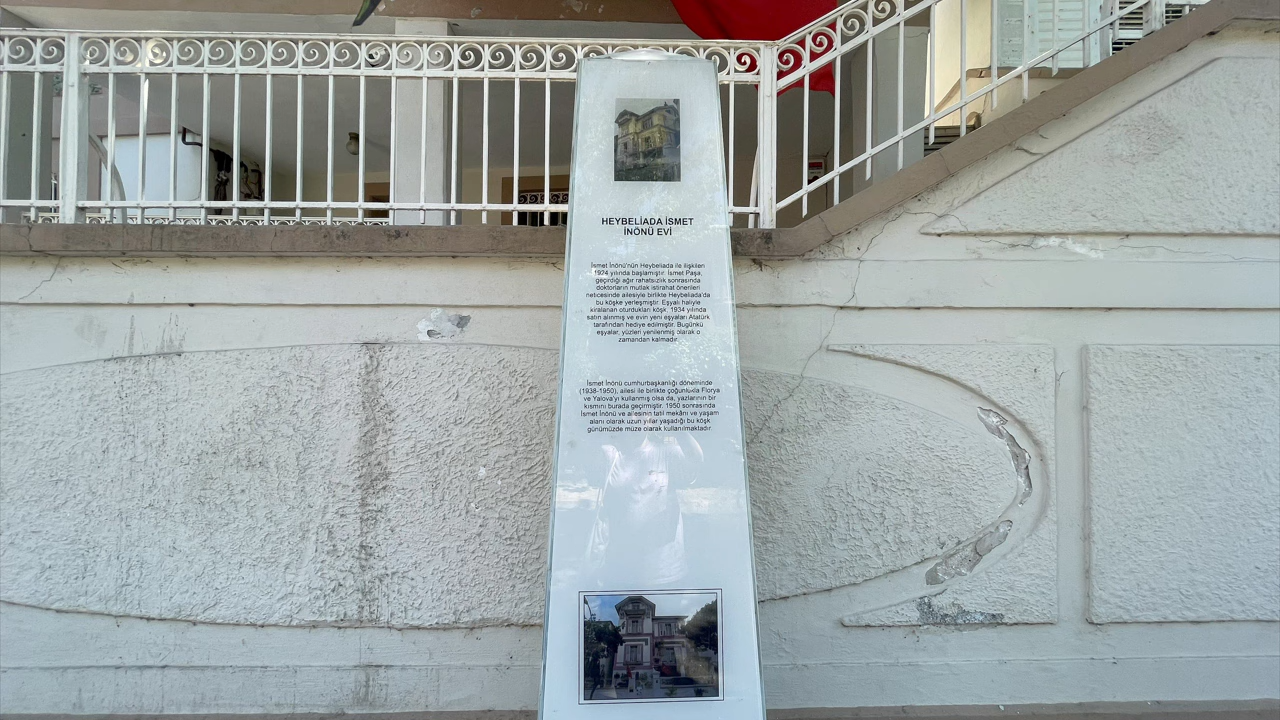 HEYBELİADA İSMET
İNÖNÜ EVİ
İsmet İnönü'nün Heybeliada ile ilişkileri
1924 yılında başlamıştır. İsmet Paşa,
geçirdiği ağır rahatsızlık sonrasında
doktorların mutlak istirahat önerileri
neticesinde ailesiyle birlikte Heybeliada'da
bu köşke yerleşmiştir. Eşyalı haliyle
kiralanan oturdukları köşk, 1934 yılında
satın alınmış ve evin yeni eşyaları Atatürk
tarafından hediye edilmiştir. Bugünkü
eşyalar, yüzleri yenilenmiş olarak o
zamandan kalmadır.
İsmet İnönü cumhurbaşkanlığı döneminde
(1938-1950), ailesi ile birlikte çoğunlukla Florya
ve Yalova'yı kullanmış olsa da, yazlarının bir
kısmını burada geçirmiştir. 1950 sonrasında
İsmet İnönü ve ailesinin tatil mekânı ve yaşam
alanı olarak uzun yıllar yaşadığı bu köşk
günümüzde müze olarak kullanılmaktadır.